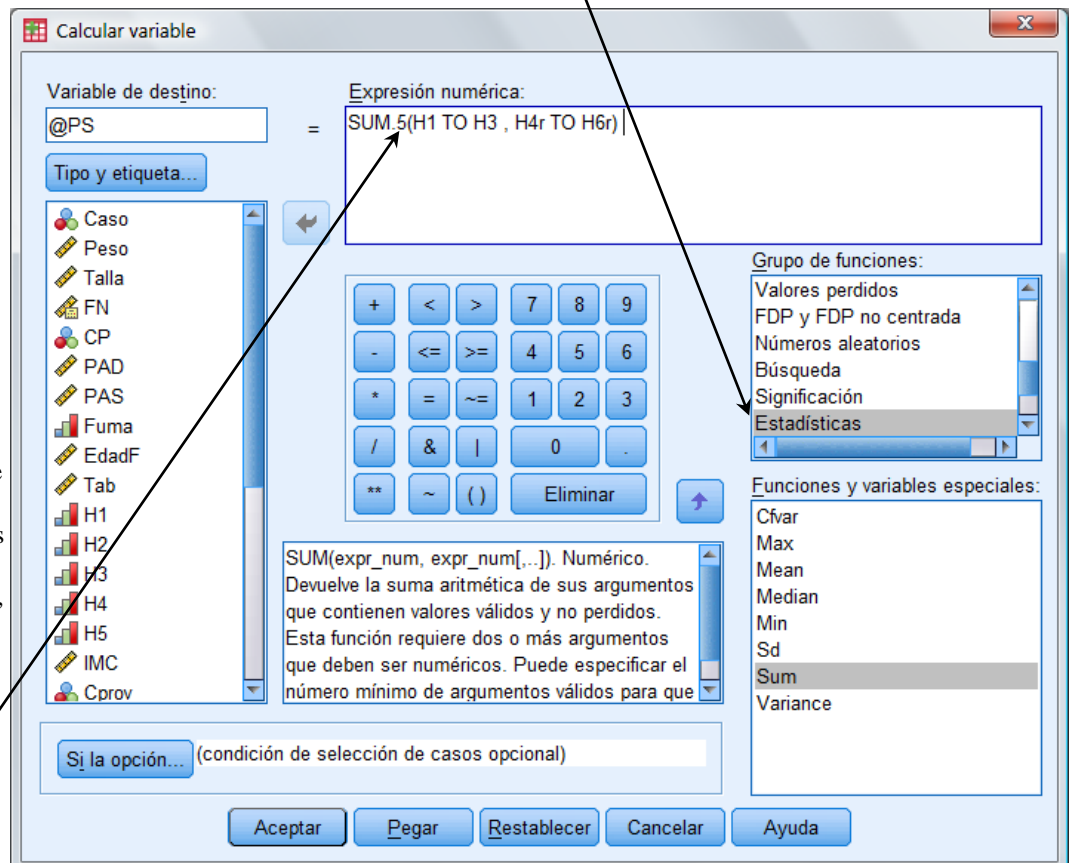 Calcular variable
Variable de destino:
Expresión numérica:
@PS
=
SUM.5(H1 TO H3 , H4r TO H6r)
Tipo y etiqueta...
Caso
Peso
Talla
FN
CP
PAD
PAS
Fuma
EdadF
Tab
H1
H2
H3
H4
H5
IMC
Cprov
+ < > 7 8 9
- <= >= 4 5 6
* = ~= 1 2 3
/ & | 0 .
** ~ ( ) Eliminar
Grupo de funciones:
Valores perdidos
FDP y FDP no centrada
Números aleatorios
Búsqueda
Significación
Estadísticas
SUM(expr_num, expr_num[,..]). Numérico.
Devuelve la suma aritmética de sus argumentos
que contienen valores válidos y no perdidos.
Esta función requiere dos o más argumentos
que deben ser numéricos. Puede especificar el
número mínimo de argumentos válidos para que
Funciones y variables especiales:
Cfvar
Max
Mean
Median
Min
Sd
Sum
Variance
Si la opción...
(condición de selección de casos opcional)
Aceptar
Pegar
Restablecer
Cancelar
Ayuda